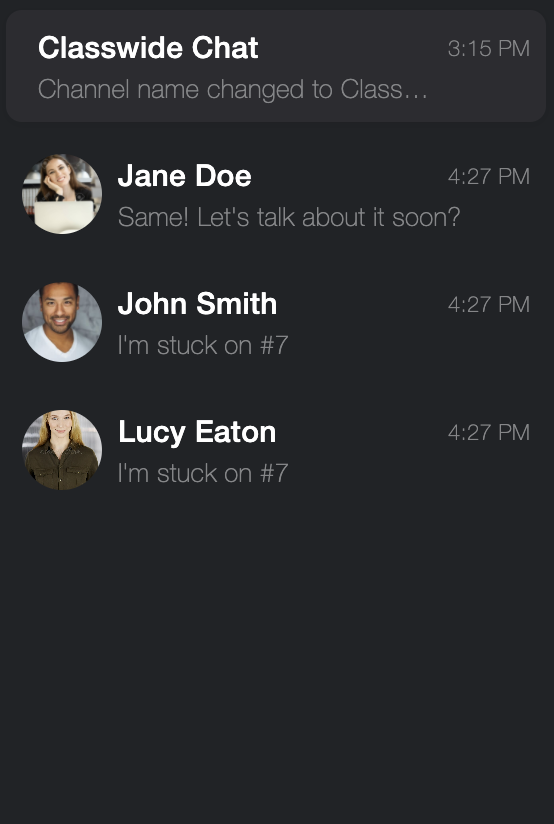 Classwide Chat
3:15 PM
Channel name changed to Class...
Jane Doe
4:27 PM
Same! Let's talk about it soon?
John Smith
4:27 PM
I'm stuck on #7
Lucy Eaton
4:27 PM
I'm stuck on #7